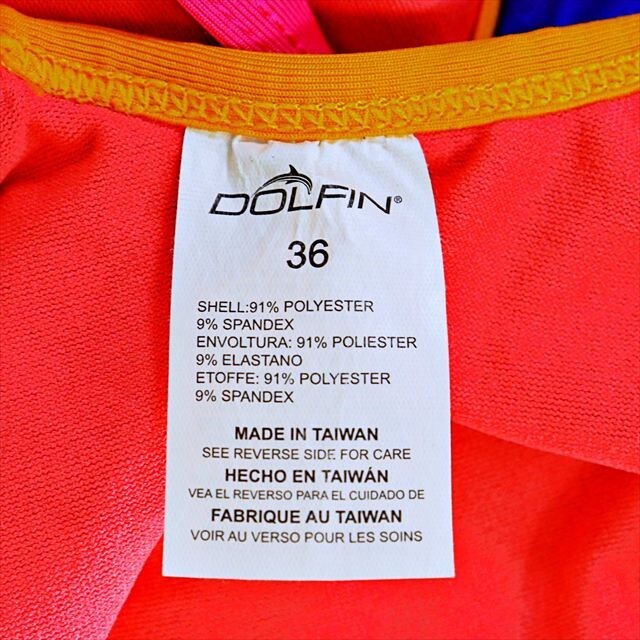 DOLFIN®
36
SHELL:91% POLYESTER
9% SPANDEX
ENVOLTURA: 91% POLIESTER
9% ELASTANO
ETOFFE: 91% POLYESTER
9% SPANDEX
MADE IN TAIWAN
SEE REVERSE SIDE FOR CARE
HECHO EN TAIWÁN
VEA EL REVERSO PARA EL CUIDADO DE
FABRIQUE AU TAIWAN
VOIR AU VERSO POUR LES SOINS